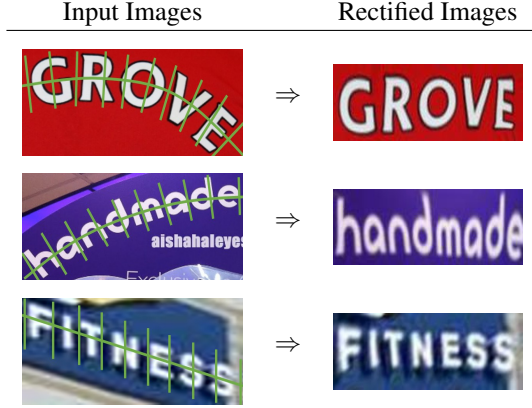 Input Images Rectified Images
GROVE ⇒ GROVE
handmade ⇒ handmade
aishahaleyes
Exclusive
FITNESS ⇒ FITNESS